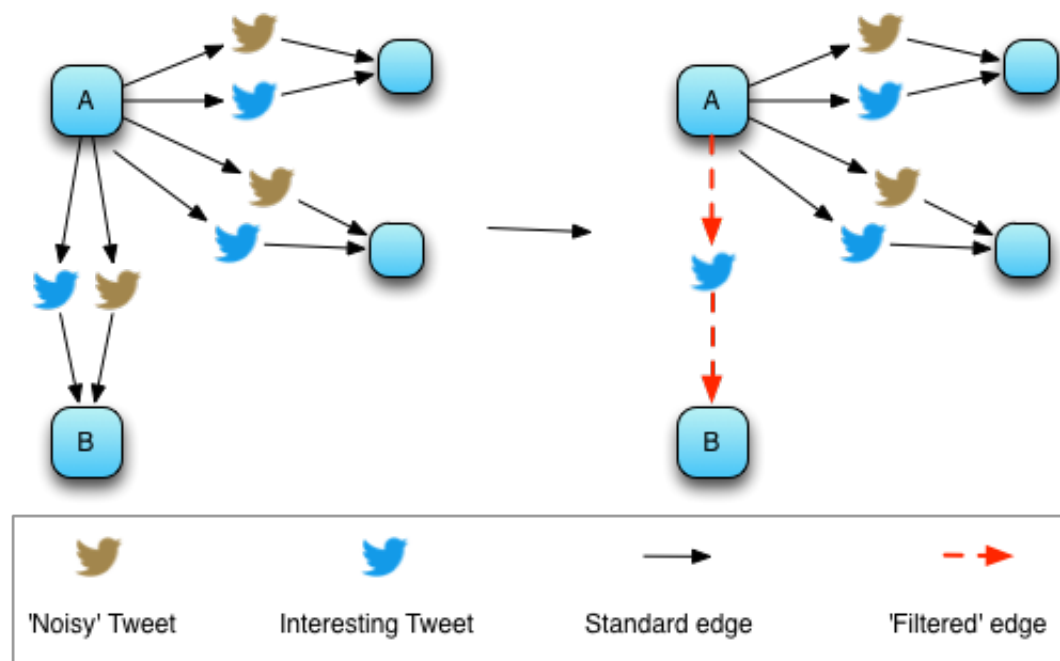 A
A
B
B
'Noisy' Tweet
Interesting Tweet
Standard edge
'Filtered' edge